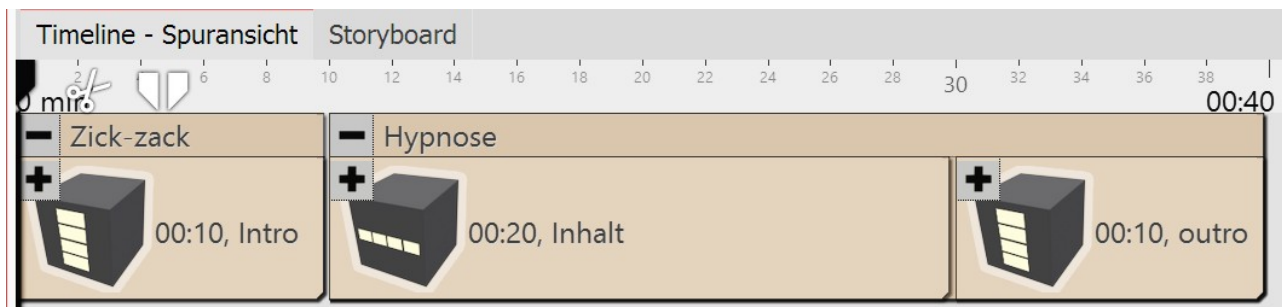 Timeline - Spuransicht Storyboard
2 6 8 10 12 14 16 18 20 22 24 26 28 30 32 34 36 38
0 min 00:40
Zick-zack Hypnose
00:10, Intro 00:20, Inhalt 00:10, outro